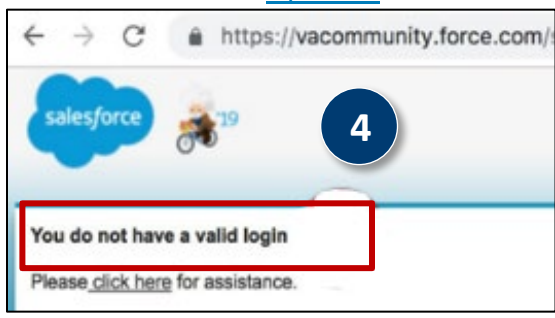 https://vacommunity.force.com/
salesforce
'19
4
You do not have a valid login
Please click here for assistance.